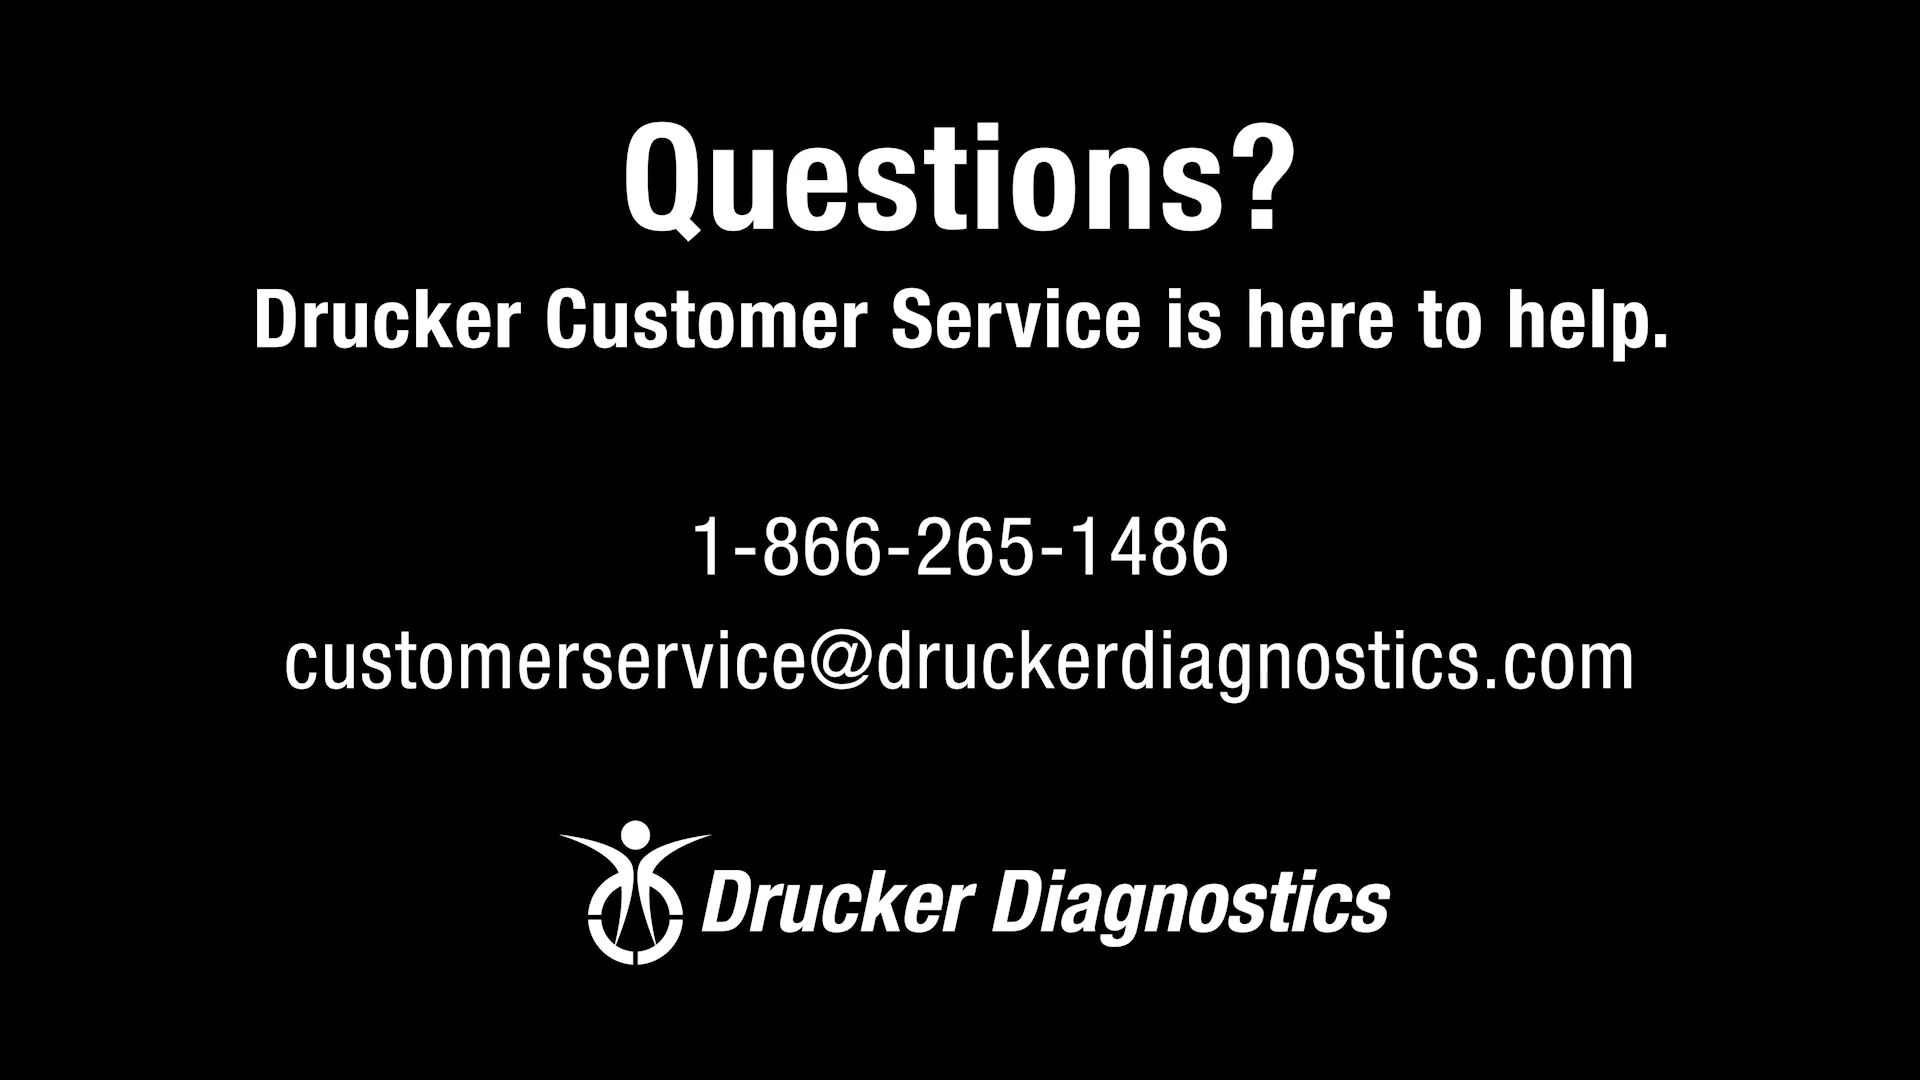 Questions?
Drucker Customer Service is here to help.
1-866-265-1486
customerservice@druckerdiagnostics.com
Drucker Diagnostics